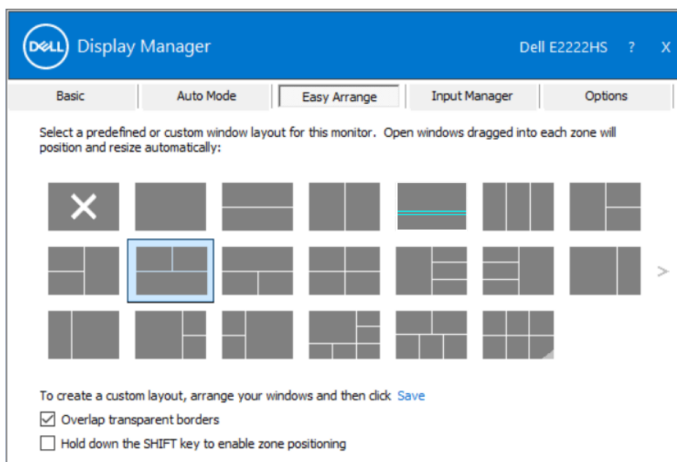 DELL Display Manager Dell E2222HS ? X
Basic Auto Mode Easy Arrange Input Manager Options
Select a predefined or custom window layout for this monitor. Open windows dragged into each zone will
position and resize automatically:
>
To create a custom layout, arrange your windows and then click Save
Overlap transparent borders
Hold down the SHIFT key to enable zone positioning